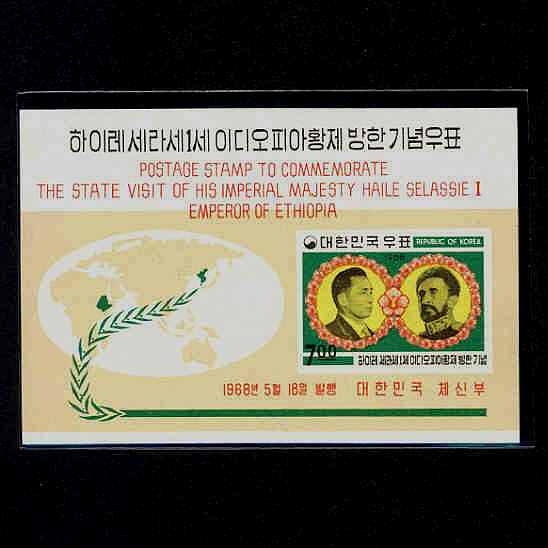 하이레 세라세1세 이디오피아황제 방한기념우표
POSTAGE STAMP TO COMMEMORATE
THE STATE VISIT OF HIS IMPERIAL MAJESTY HAILE SELASSIE I
EMPEROR OF ETHIOPIA
대한민국우표 REPUBLIC OF KOREA
1968
700
하이레 세라세1세 이디오피아황제 방한 기념
1968년 5월 18일 발행 대한민국 체신부